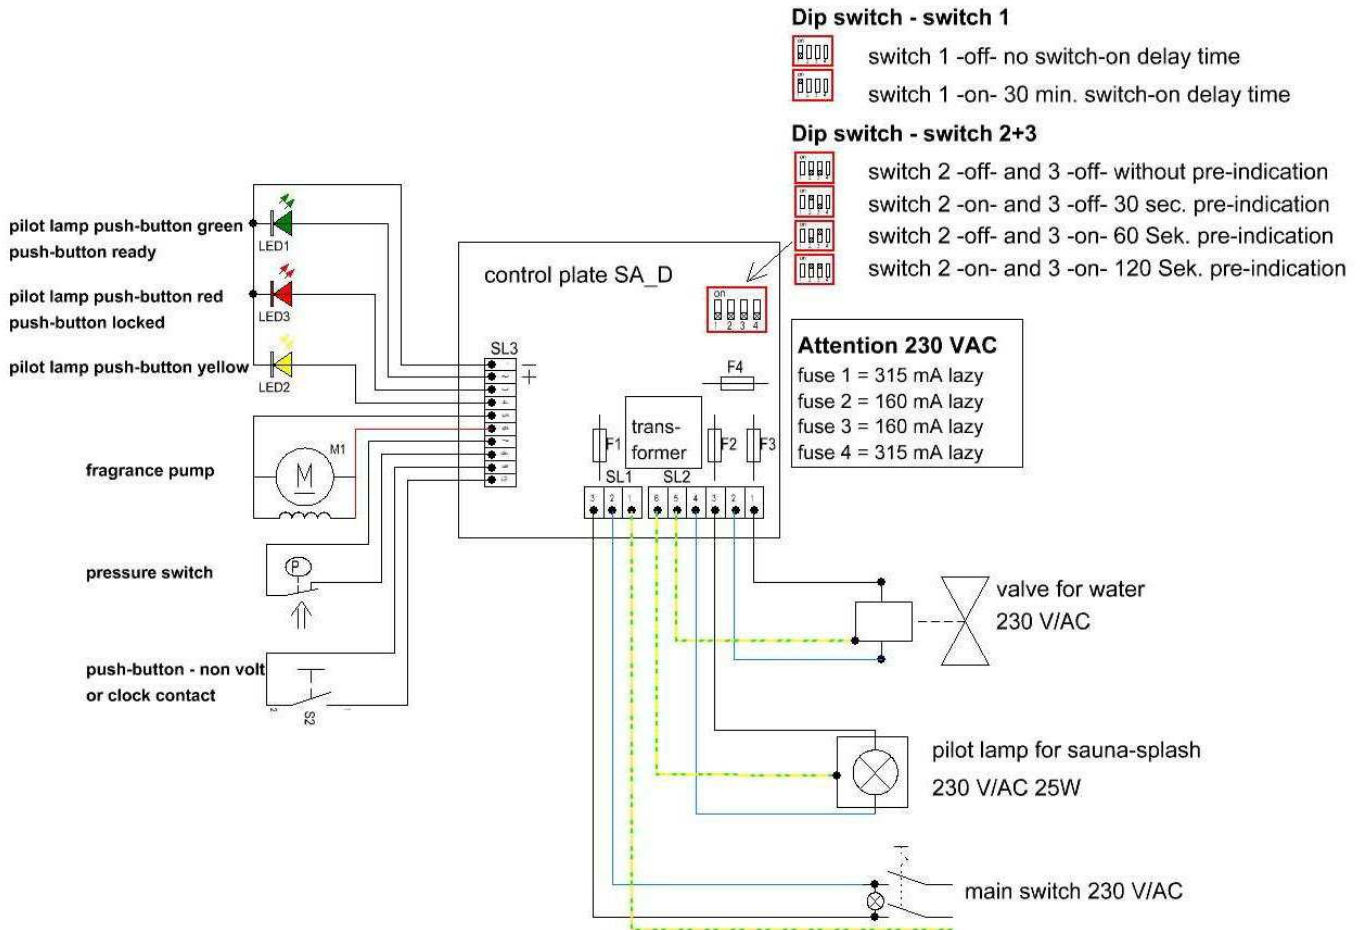 Dip switch - switch 1
on
switch 1 -off- no switch-on delay time
on
switch 1 -on- 30 min. switch-on delay time
Dip switch - switch 2+3
on
switch 2 -off- and 3 -off- without pre-indication
on
switch 2 -on- and 3 -off- 30 sec. pre-indication
on
switch 2 -off- and 3 -on- 60 Sek. pre-indication
on
switch 2 -on- and 3 -on- 120 Sek. pre-indication
pilot lamp push-button green
push-button ready
LED1
pilot lamp push-button red
push-button locked
LED3
pilot lamp push-button yellow
LED2
control plate SA_D
on
1 2 3 4
SL3
Attention 230 VAC
fuse 1 = 315 mA lazy
fuse 2 = 160 mA lazy
fuse 3 = 160 mA lazy
fuse 4 = 315 mA lazy
F4
trans-
former
F1
F2
F3
SL1
SL2
3 2 1
6 5 4 3 2 1
fragrance pump
M
M1
pressure switch
P
push-button - non volt
or clock contact
S2
2
1
valve for water
230 V/AC
pilot lamp for sauna-splash
230 V/AC 25W
main switch 230 V/AC